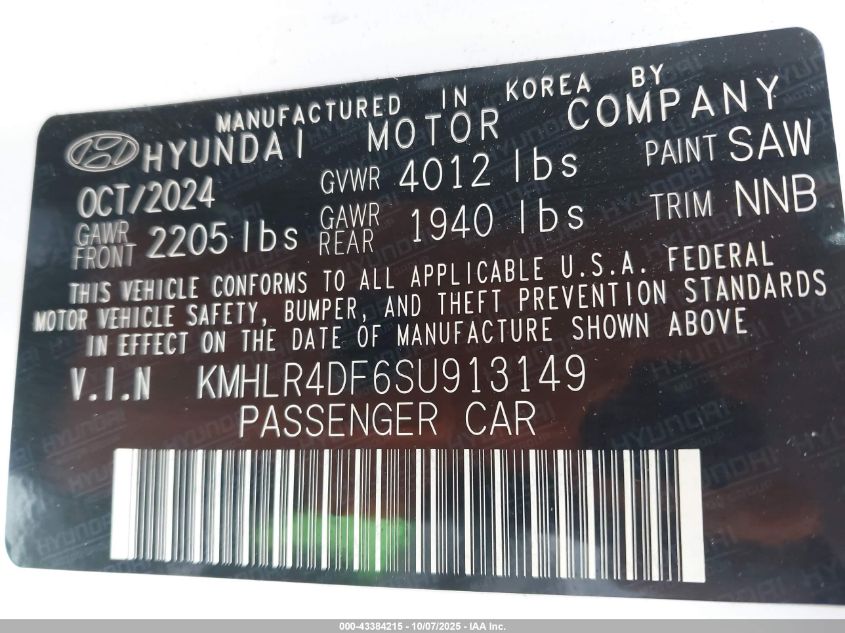 MANUFACTURED IN KOREA BY
HYUNDAI MOTOR COMPANY
OCT/2024 GVWR 4012 lbs PAINT SAW
GAWR FRONT 2205 lbs GAWR REAR 1940 lbs TRIM NNB
THIS VEHICLE CONFORMS TO ALL APPLICABLE U.S.A. FEDERAL
MOTOR VEHICLE SAFETY, BUMPER, AND THEFT PREVENTION STANDARDS
IN EFFECT ON THE DATE OF MANUFACTURE SHOWN ABOVE
V.I.N KMHLR4DF6SU913149
PASSENGER CAR
000-43384215 - 10/07/2025 - IAA Inc.